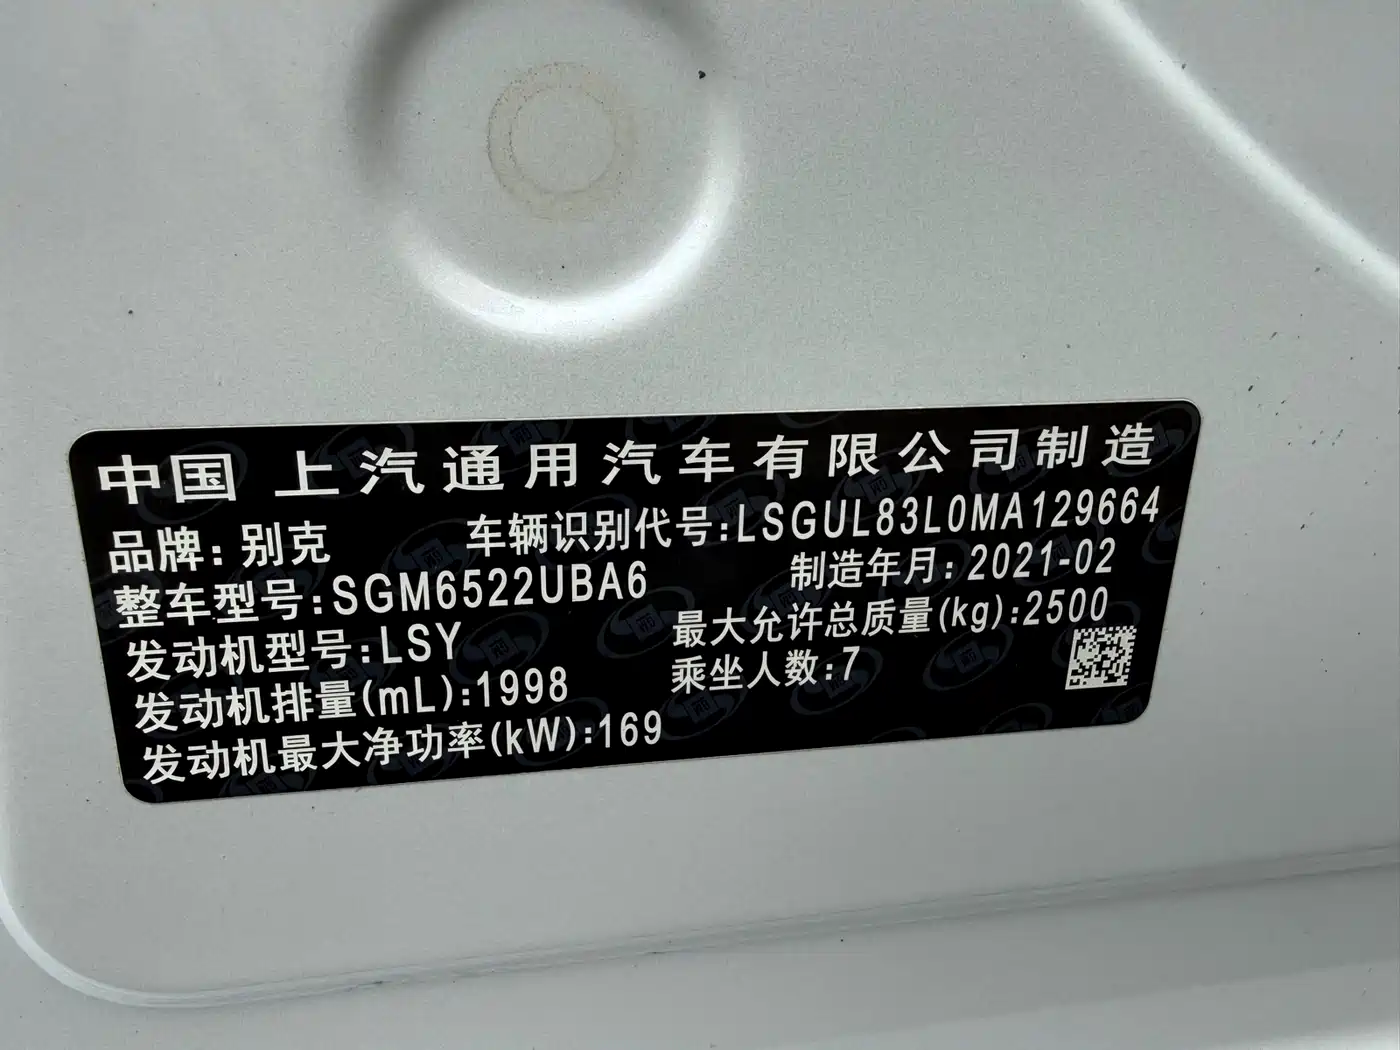 中国 上汽通用汽车有限公司制造
品牌: 别克 车辆识别代号:LSGUL83L0MA129664
整车型号:SGM6522UBA6 制造年月:2021-02
发动机型号:LSY 最大允许总质量(kg):2500
发动机排量(mL):1998 乘坐人数:7
发动机最大净功率(kW):169